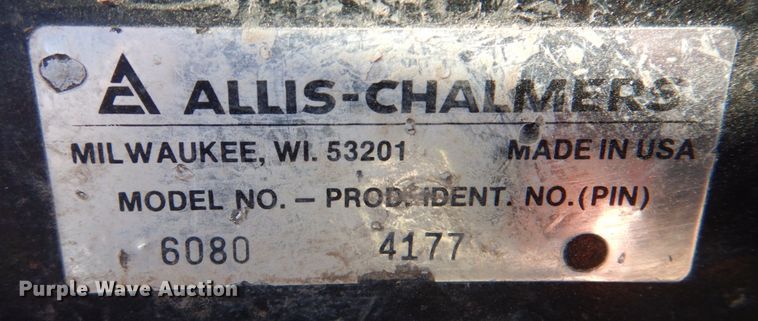 ALLIS-CHALMERS
MILWAUKEE, WI. 53201 MADE IN USA
MODEL NO. – PROD. IDENT. NO.(PIN)
6080 4177
Purple Wave Auction